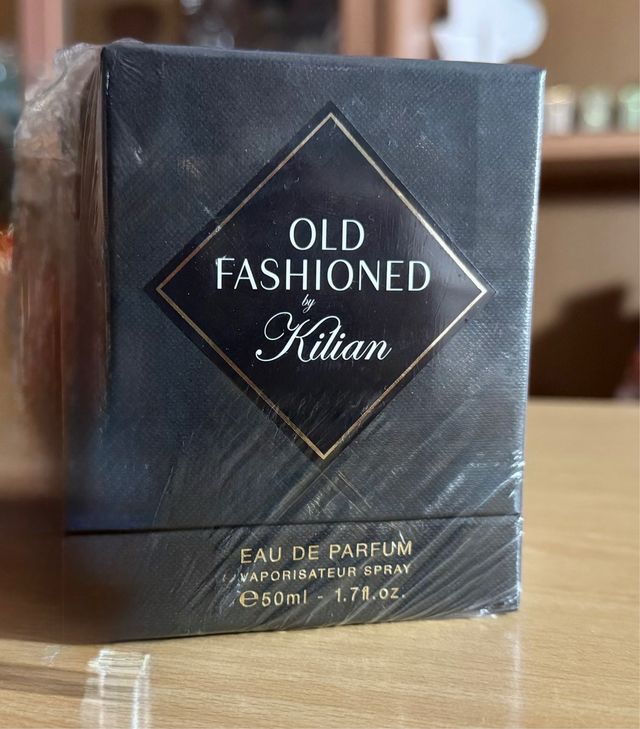 OLD
FASHIONED
by
Kilian
EAU DE PARFUM
VAPORISATEUR SPRAY
℮50ml - 1.7fl.oz.